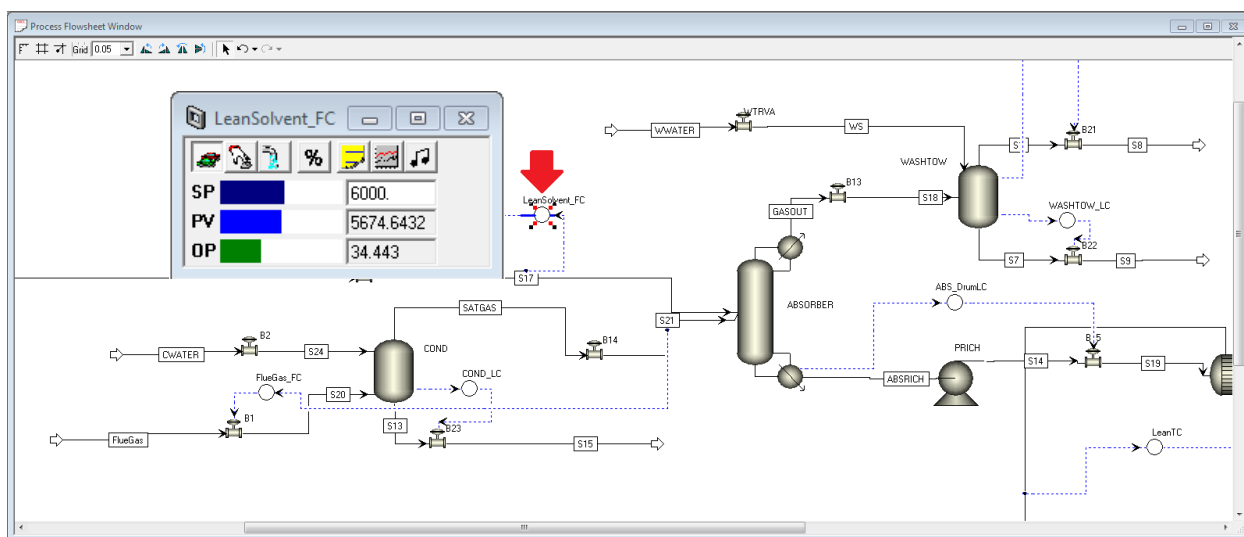 Process Flowsheet Window
Grid 0.05
LeanSolvent_FC
%
SP 6000.
PV 5674.6432
OP 34.443
LeanSolvent_FC
WTRVA
WWATER
WS
B21
S8
WASHTOW
B13
S18
GASOUT
WASHTOW_LC
B22
S7
S9
S17
ABS_DrumLC
ABSORBER
SATGAS
S21
B2
B14
COND
PRICH
S14
S19
CWATER
S24
COND_LC
FlueGas_FC
S20
ABSRICH
B1
S13
B23
FlueGas
S15
LeanTC